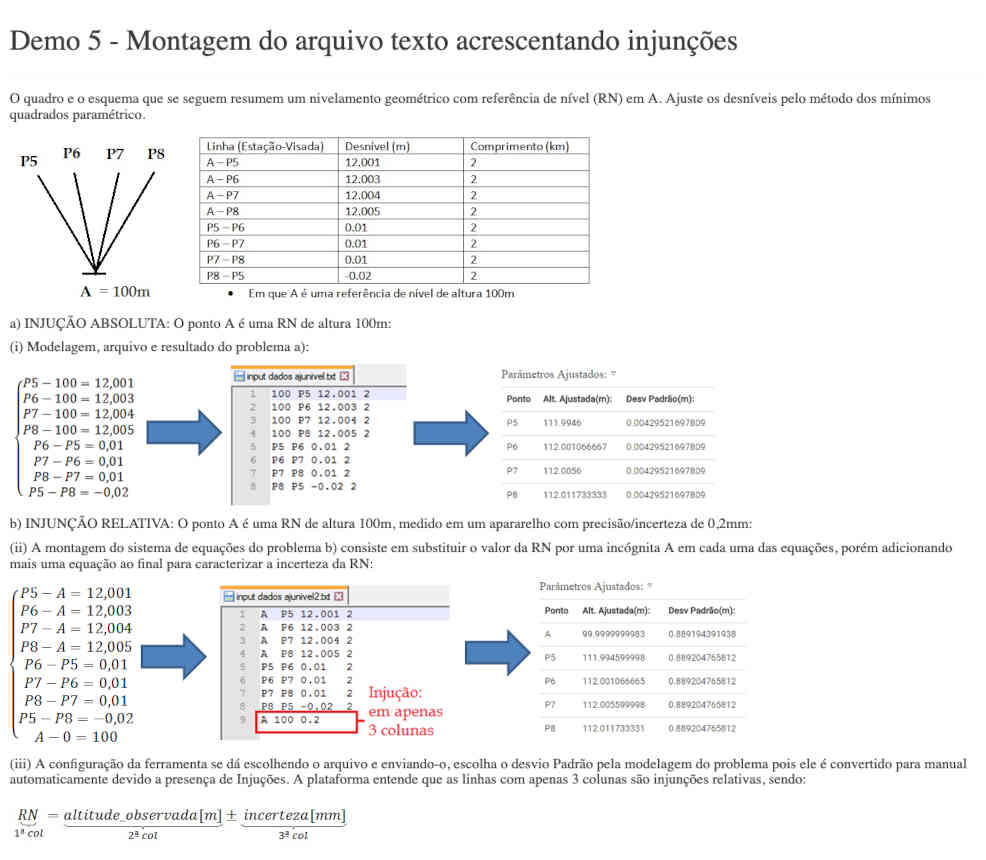 Demo 5 - Montagem do arquivo texto acrescentando injunções
O quadro e o esquema que se seguem resumem um nivelamento geométrico com referência de nível (RN) em A. Ajuste os desníveis pelo método dos mínimos
quadrados paramétrico.
P5 P6 P7 P8
A = 100m
Linha (Estação-Visada) Desnível (m) Comprimento (km)
A – P5 12.001 2
A – P6 12.003 2
A – P7 12.004 2
A – P8 12.005 2
P5 – P6 0.01 2
P6 – P7 0.01 2
P7 – P8 0.01 2
P8 – P5 -0.02 2
• Em que A é uma referência de nível de altura 100m
a) INJUÇÃO ABSOLUTA: O ponto A é uma RN de altura 100m:
(i) Modelagem, arquivo e resultado do problema a):
P5 − 100 = 12,001
P6 − 100 = 12,003
P7 − 100 = 12,004
P8 − 100 = 12,005
P6 − P5 = 0,01
P7 − P6 = 0,01
P8 − P7 = 0,01
P5 − P8 = −0,02
input dados ajunivel.txt
1 100 P5 12.001 2
2 100 P6 12.003 2
3 100 P7 12.004 2
4 100 P8 12.005 2
5 P5 P6 0.01 2
6 P6 P7 0.01 2
7 P7 P8 0.01 2
8 P8 P5 -0.02 2
Parâmetros Ajustados:
Ponto Alt. Ajustada(m): Desv Padrão(m):
P5 111.9946 0.00429521697809
P6 112.001066667 0.00429521697809
P7 112.0056 0.00429521697809
P8 112.011733333 0.00429521697809
b) INJUNÇÃO RELATIVA: O ponto A é uma RN de altura 100m, medido em um apararelho com precisão/incerteza de 0,2mm:
(ii) A montagem do sistema de equações do problema b) consiste em substituir o valor da RN por uma incógnita A em cada uma das equações, porém adicionando
mais uma equação ao final para caracterizar a incerteza da RN:
P5 − A = 12,001
P6 − A = 12,003
P7 − A = 12,004
P8 − A = 12,005
P6 − P5 = 0,01
P7 − P6 = 0,01
P8 − P7 = 0,01
P5 − P8 = −0,02
A − 0 = 100
input dados ajunivel2.txt
1 A P5 12.001 2
2 A P6 12.003 2
3 A P7 12.004 2
4 A P8 12.005 2
5 P5 P6 0.01 2
6 P6 P7 0.01 2
7 P7 P8 0.01 2
8 P8 P5 -0.02 2
9 A 100 0.2
Injução:
em apenas
3 colunas
Parâmetros Ajustados:
Ponto Alt. Ajustada(m): Desv Padrão(m):
A 99.9999999983 0.889194391938
P5 111.994599998 0.889204765812
P6 112.001066665 0.889204765812
P7 112.005599998 0.889204765812
P8 112.011733331 0.889204765812
(iii) A configuração da ferramenta se dá escolhendo o arquivo e enviando-o, escolha o desvio Padrão pela modelagem do problema pois ele é convertido para manual
automaticamente devido a presença de Injuções. A plataforma entende que as linhas com apenas 3 colunas são injunções relativas, sendo:
RN = altitude_observada[m] ± incerteza[mm]
1ª col 2ª col 3ª col